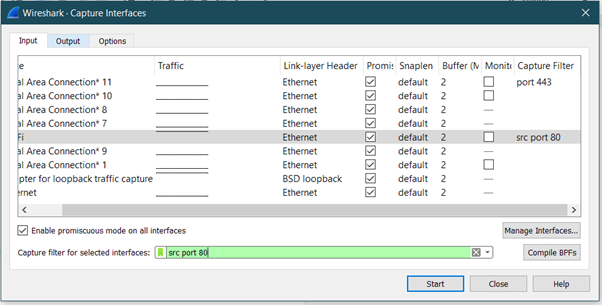 Wireshark · Capture Interfaces
Input Output Options
Traffic Link-layer Header Promis Snaplen Buffer (M Monito Capture Filter
al Area Connection* 11 Ethernet default 2 port 443
al Area Connection* 10 Ethernet default 2
al Area Connection* 8 Ethernet default 2 —
al Area Connection* 7 Ethernet default 2 —
Fi Ethernet default 2 src port 80
al Area Connection* 9 Ethernet default 2 —
al Area Connection* 1 Ethernet default 2
pter for loopback traffic capture BSD loopback default 2 —
ernet Ethernet default 2 —
Enable promiscuous mode on all interfaces Manage Interfaces...
Capture filter for selected interfaces: src port 80 Compile BPFs
Start Close Help